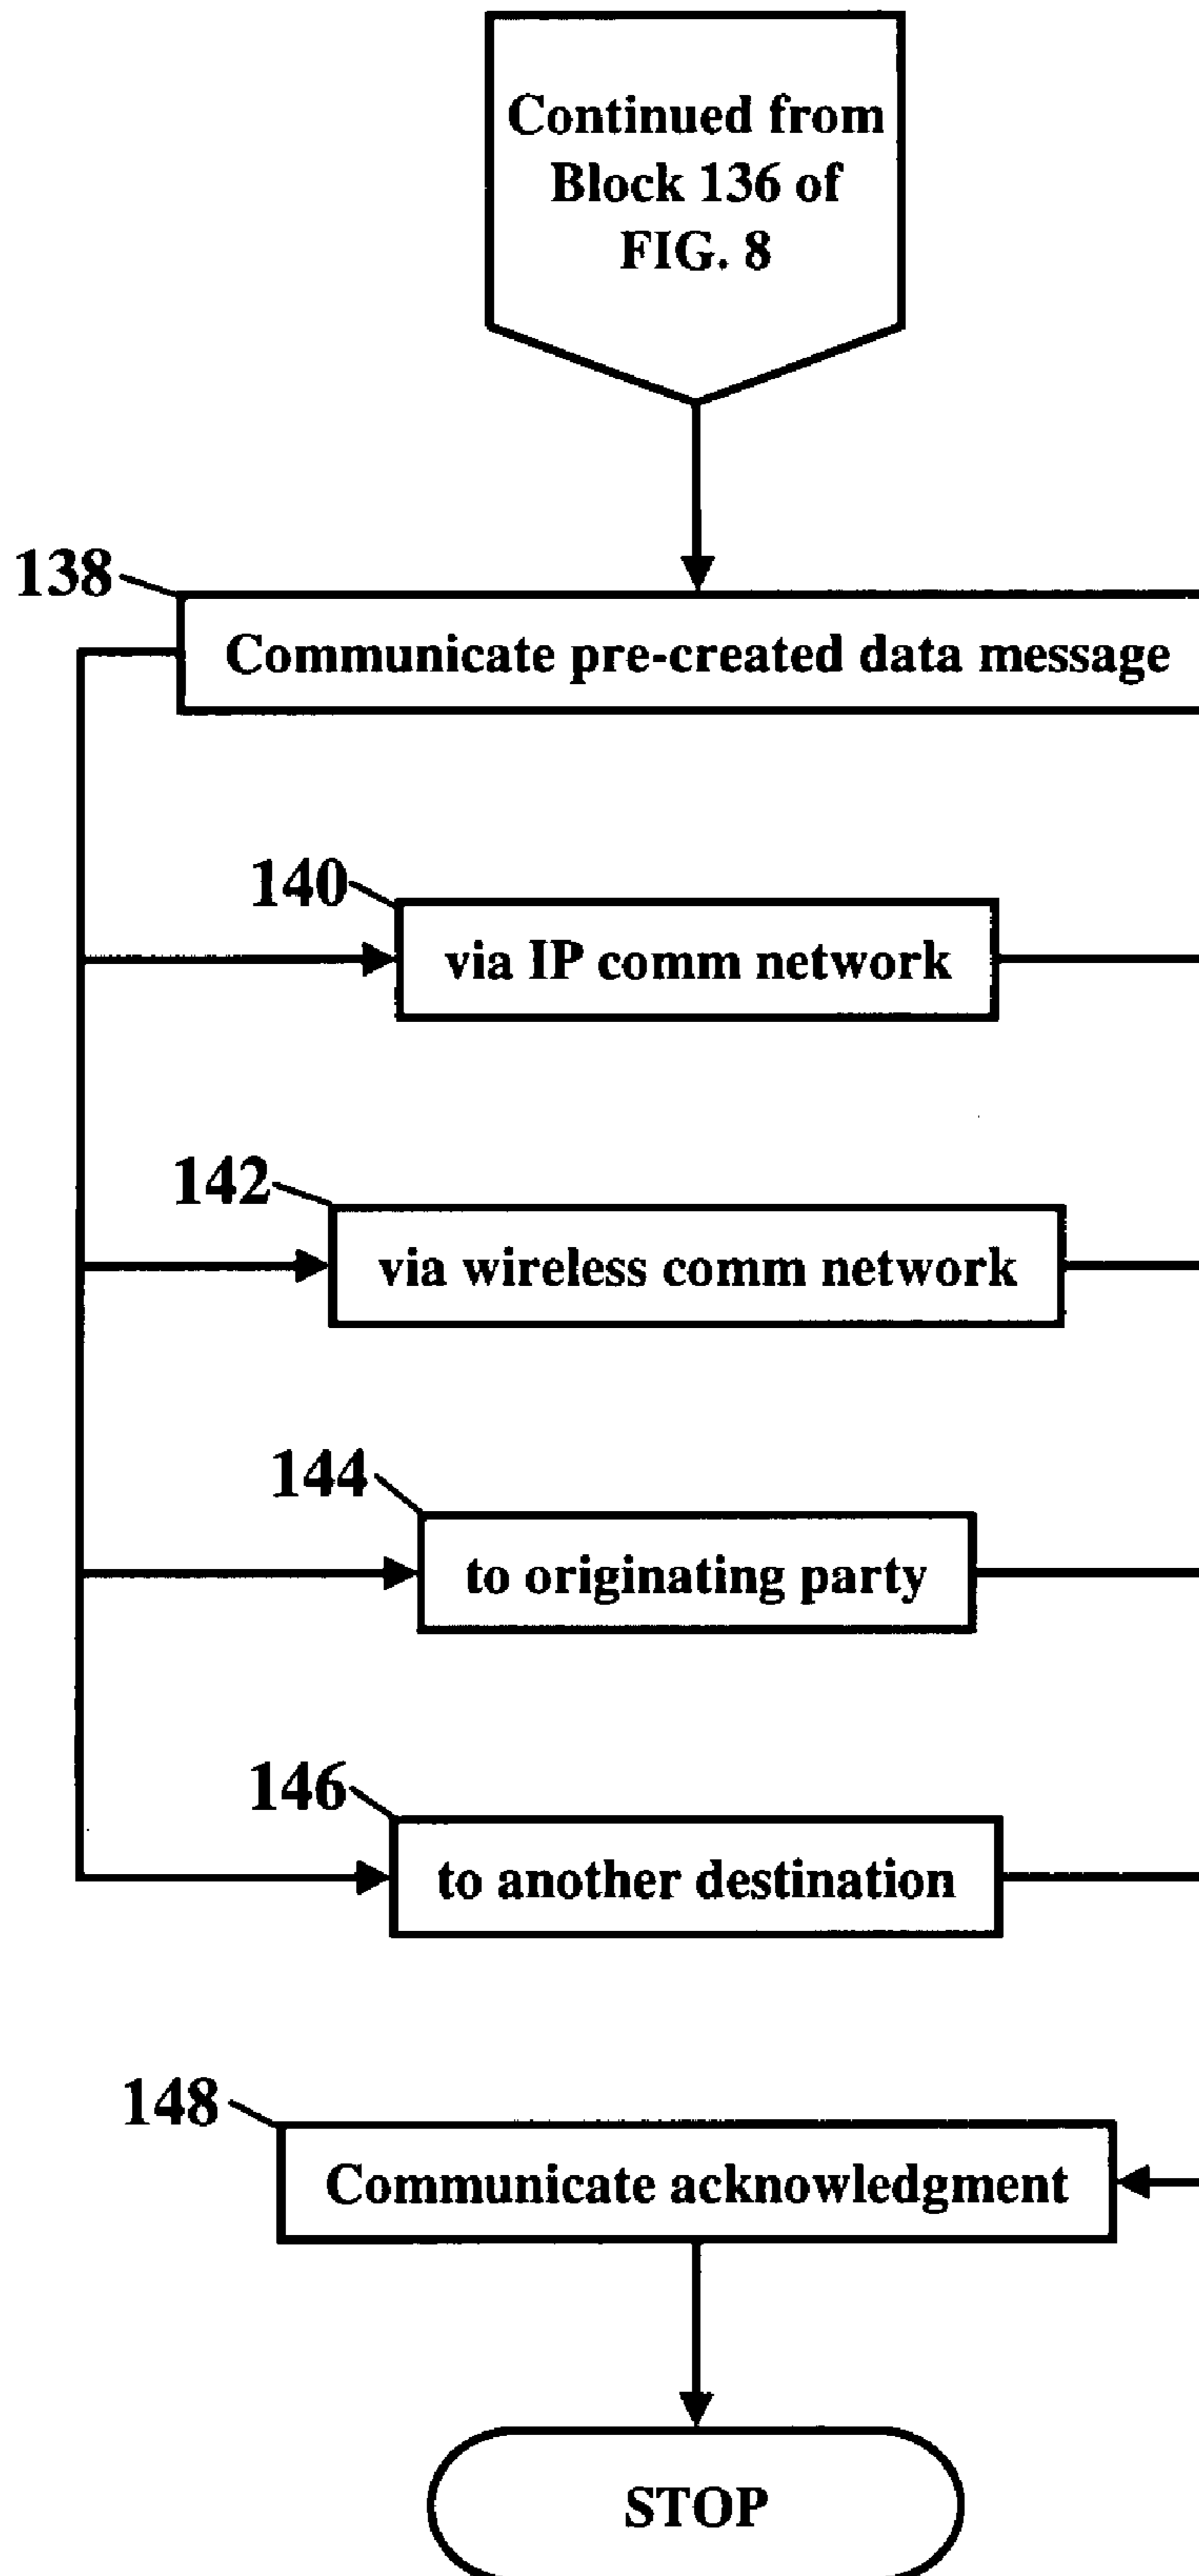 Continued from
Block 136 of
FIG. 8
138
Communicate pre-created data message
140
via IP comm network
142
via wireless comm network
144
to originating party
146
to another destination
148
Communicate acknowledgment
STOP